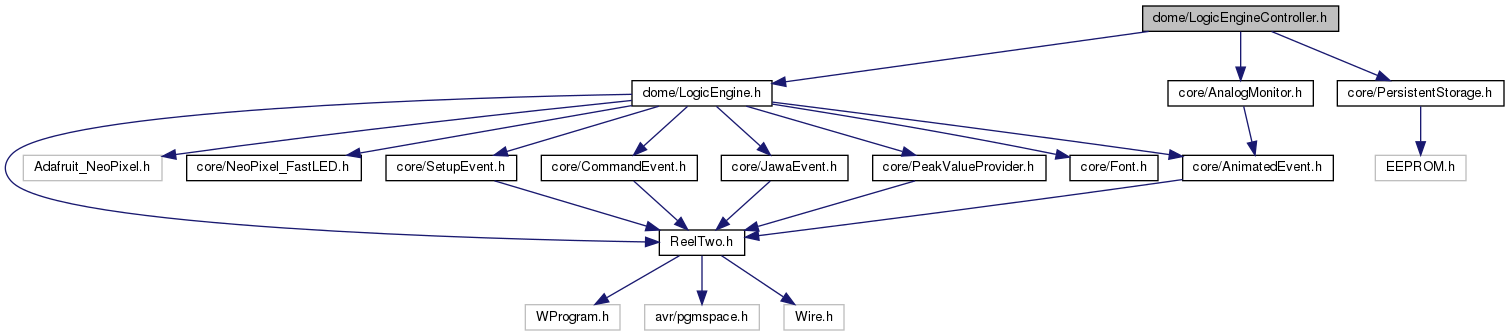 dome/LogicEngineController.h
dome/LogicEngine.h
core/AnalogMonitor.h
core/PersistentStorage.h
Adafruit_NeoPixel.h
core/NeoPixel_FastLED.h
core/SetupEvent.h
core/CommandEvent.h
core/JawaEvent.h
core/PeakValueProvider.h
core/Font.h
core/AnimatedEvent.h
EEPROM.h
ReelTwo.h
WProgram.h
avr/pgmspace.h
Wire.h